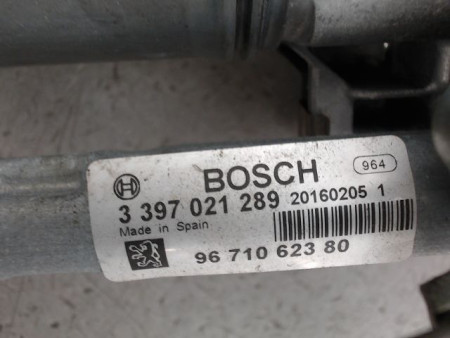 BOSCH 964
3 397 021 289 20160205 1
Made in Spain
96 710 623 80